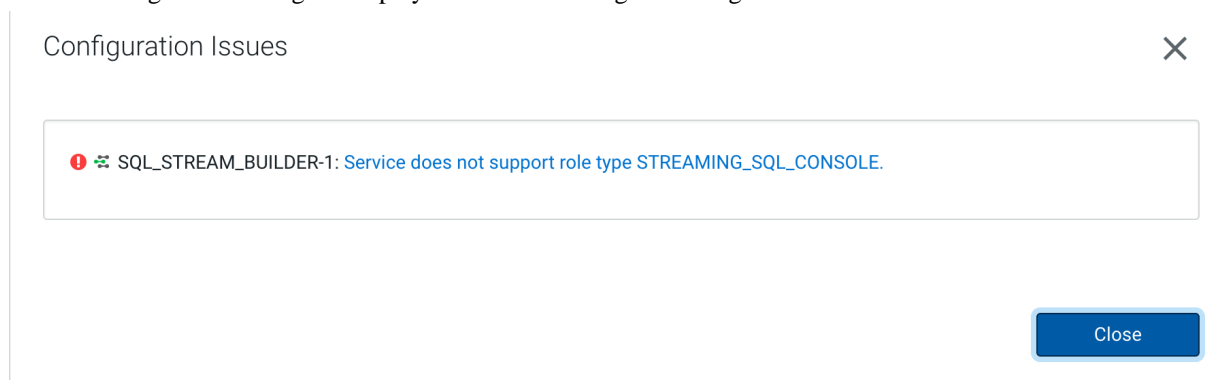 Configuration Issues
SQL_STREAM_BUILDER-1: Service does not support role type STREAMING_SQL_CONSOLE.
Close